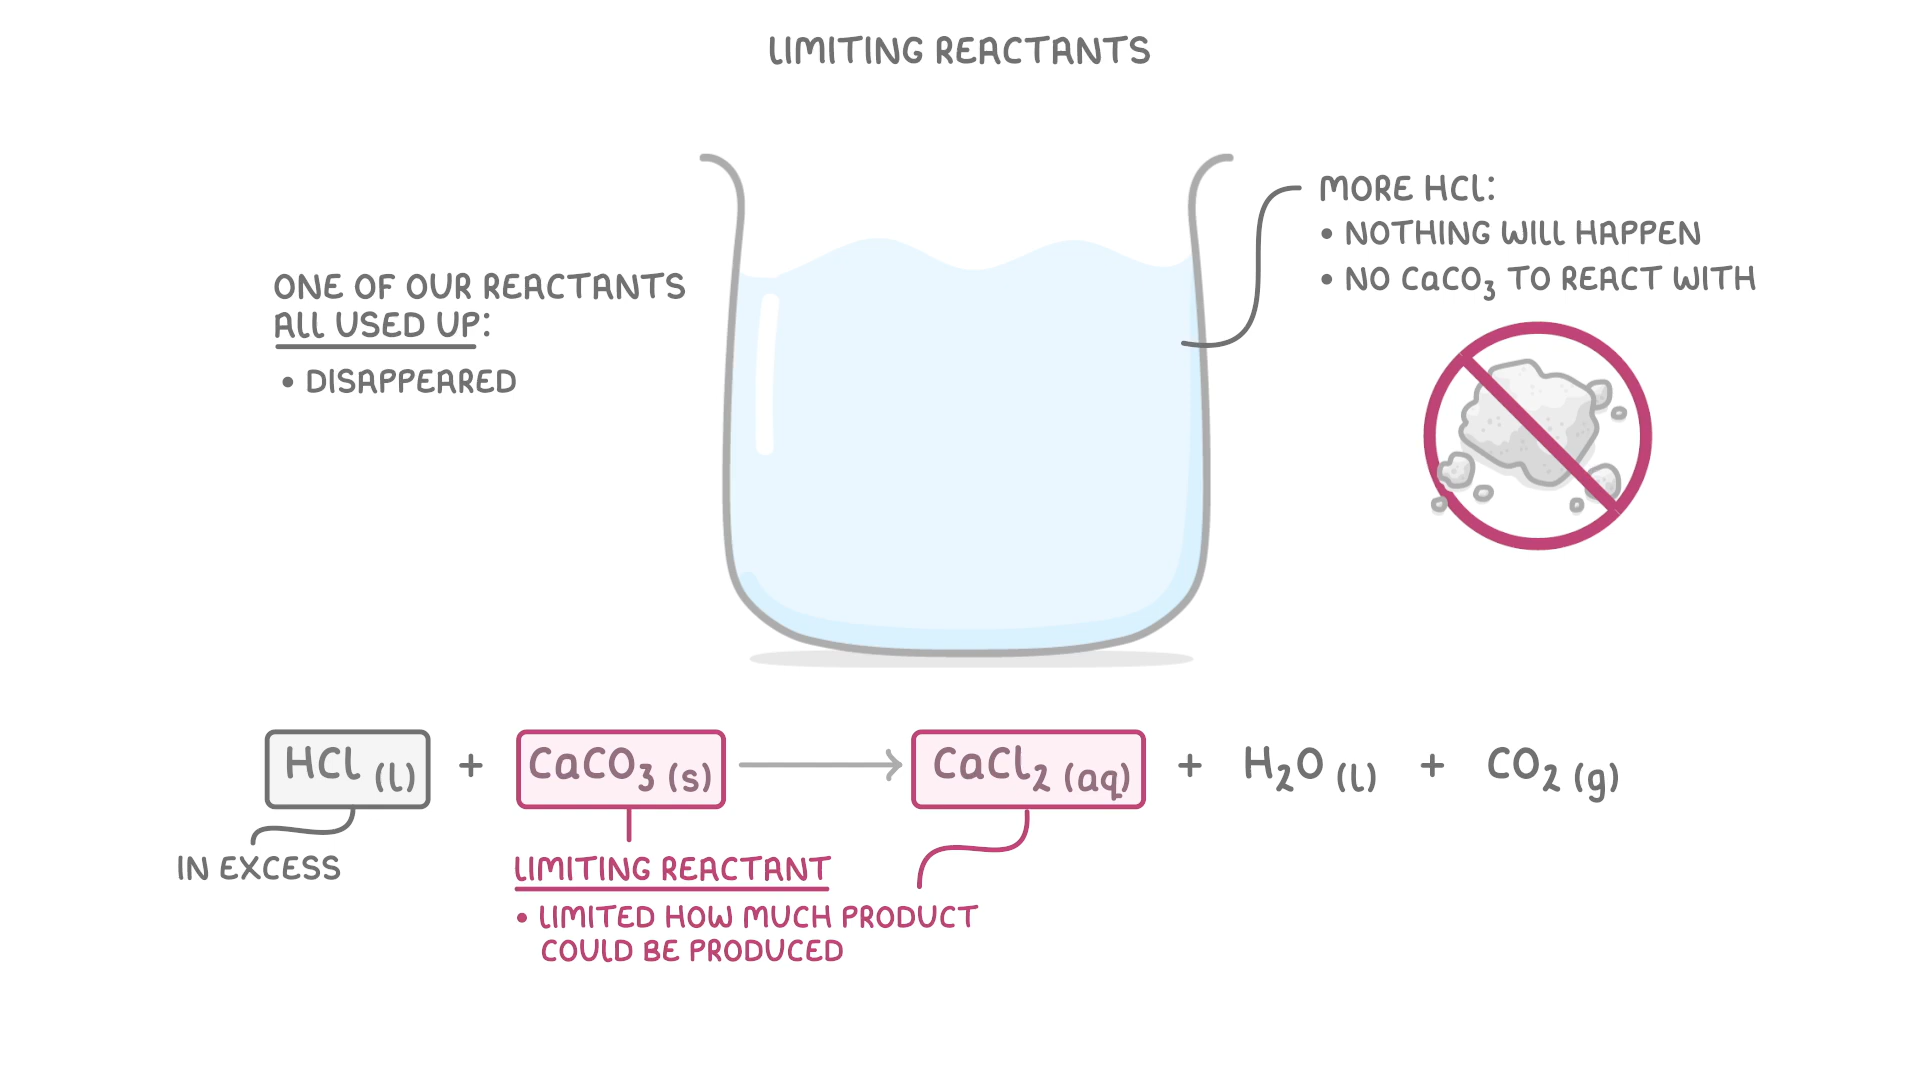 LIMITING REACTANTS
ONE OF OUR REACTANTS
ALL USED UP:
• DISAPPEARED
MORE HCl:
• NOTHING WILL HAPPEN
• NO CaCO₃ TO REACT WITH
HCl (l) + CaCO₃ (s) → CaCl₂ (aq) + H₂O (l) + CO₂ (g)
IN EXCESS
LIMITING REACTANT
• LIMITED HOW MUCH PRODUCT
COULD BE PRODUCED